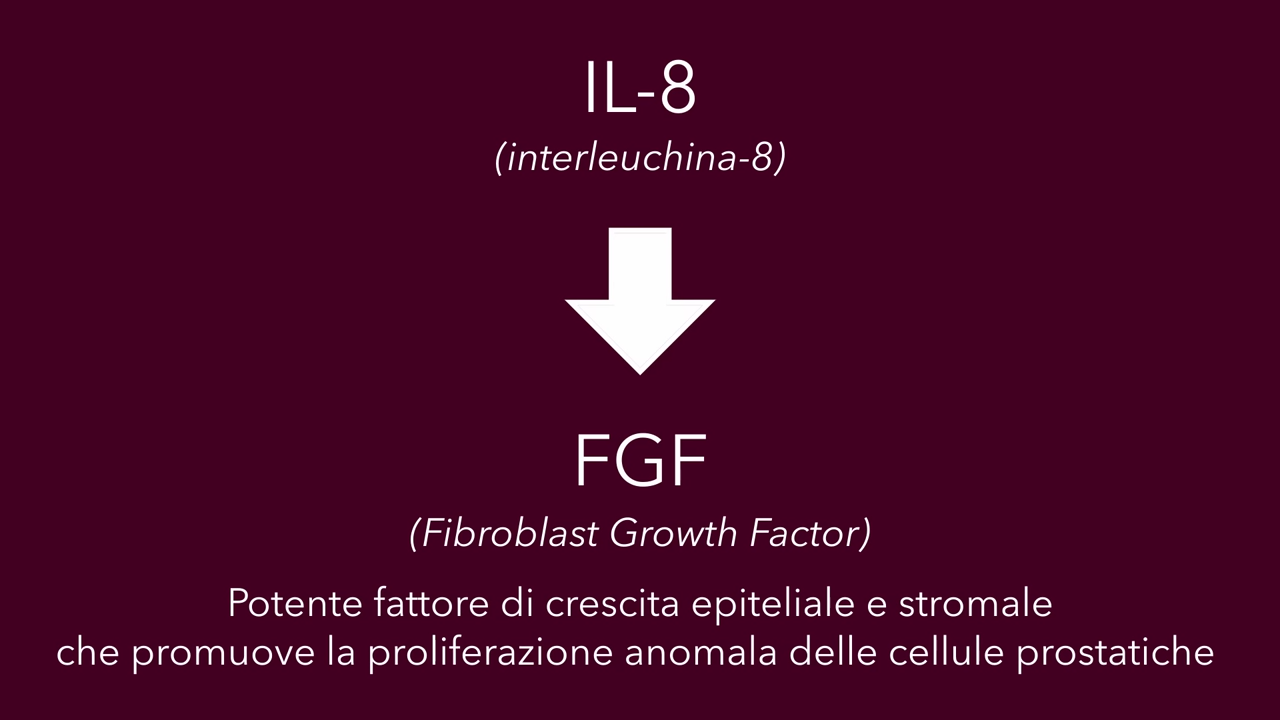 IL-8
(interleuchina-8)
FGF
(Fibroblast Growth Factor)
Potente fattore di crescita epiteliale e stromale
che promuove la proliferazione anomala delle cellule prostatiche